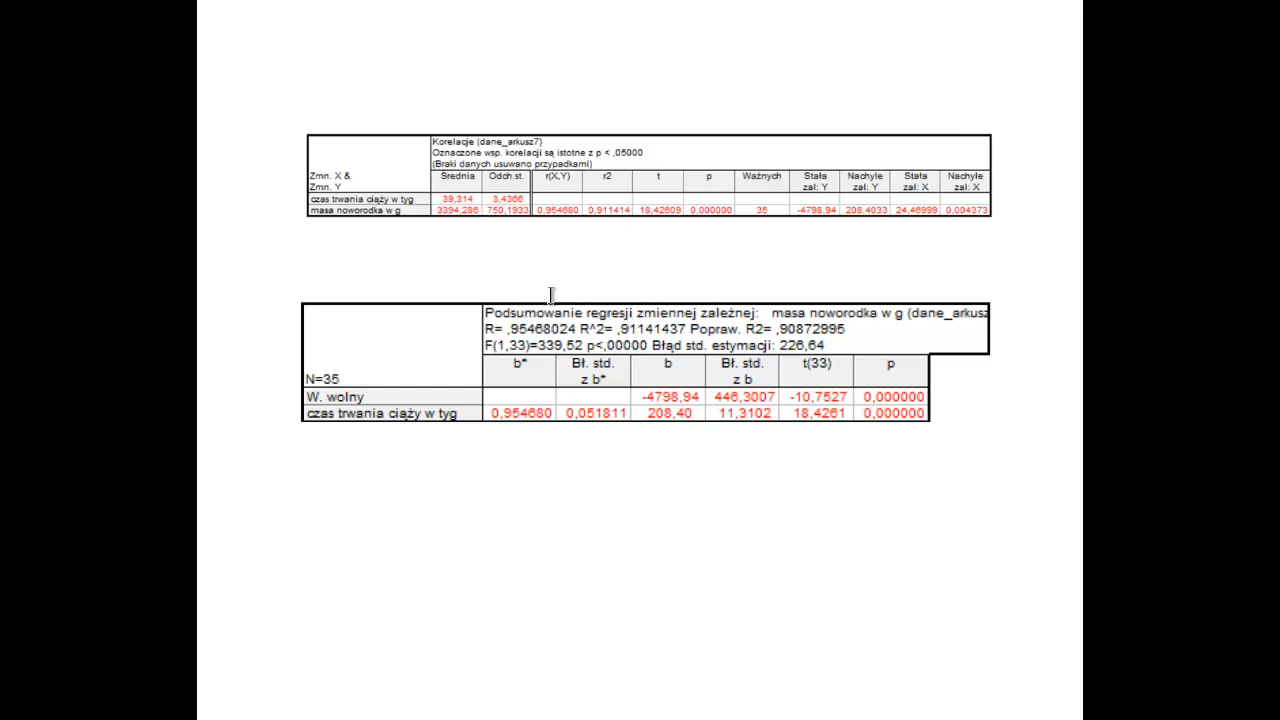 Korelacje (dane_arkusz7)
Oznaczone wsp. korelacji są istotne z p < ,05000
(Braki danych usuwano przypadkami)
Zmn. X & Średnia Odch.st. r(X,Y) r2 t p Ważnych Stała Nachyle Stała Nachyle
Zmn. Y zal: Y zal: Y zal: X zal: X
czas trwania ciąży w tyg 39,314 3,4366
masa noworodka w g 3394,286 750,1933 0,954680 0,911414 18,42609 0,000000 35 -4798,94 208,4033 24,46999 0,004373
Podsumowanie regresji zmiennej zależnej: masa noworodka w g (dane_arkusz
R= ,95468024 R^2= ,91141437 Popraw. R2= ,90872995
F(1,33)=339,52 p<,00000 Błąd std. estymacji: 226,64
b* Bł. std. b Bł. std. t(33) p
N=35 z b* z b
W. wolny -4798,94 446,3007 -10,7527 0,000000
czas trwania ciąży w tyg 0,954680 0,051811 208,40 11,3102 18,4261 0,000000